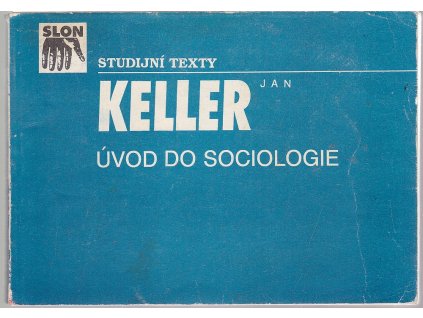 SLON
STUDIJNÍ TEXTY
JAN
KELLER
ÚVOD DO SOCIOLOGIE